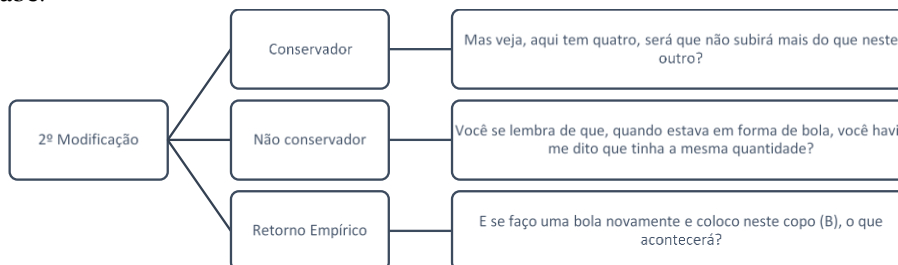 Conservador
Mas veja, aqui tem quatro, será que não subirá mais do que neste
outro?
2º Modificação
Não conservador
Você se lembra de que, quando estava em forma de bola, você havi
me dito que tinha a mesma quantidade?
Retorno Empírico
E se faço uma bola novamente e coloco neste copo (B), o que
acontecerá?